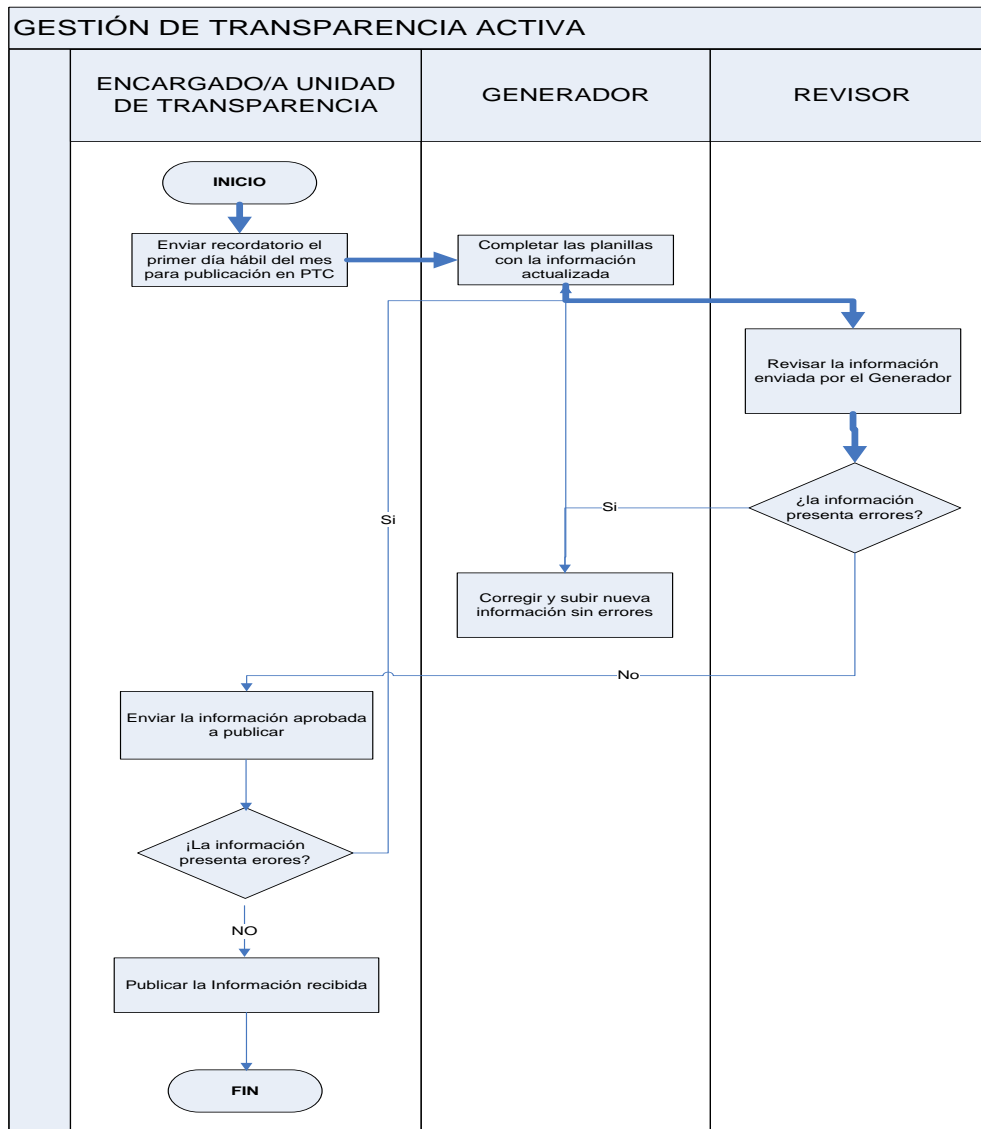 GESTIÓN DE TRANSPARENCIA ACTIVA
ENCARGADO/A UNIDAD
DE TRANSPARENCIA
GENERADOR
REVISOR
INICIO
Enviar recordatorio el
primer día hábil del mes
para publicación en PTC
Completar las planillas
con la información
actualizada
Revisar la información
enviada por el Generador
¿la información
presenta errores?
Si
Si
Corregir y subir nueva
información sin errores
No
Enviar la información aprobada
a publicar
¡La información
presenta erores?
NO
Publicar la Información recibida
FIN